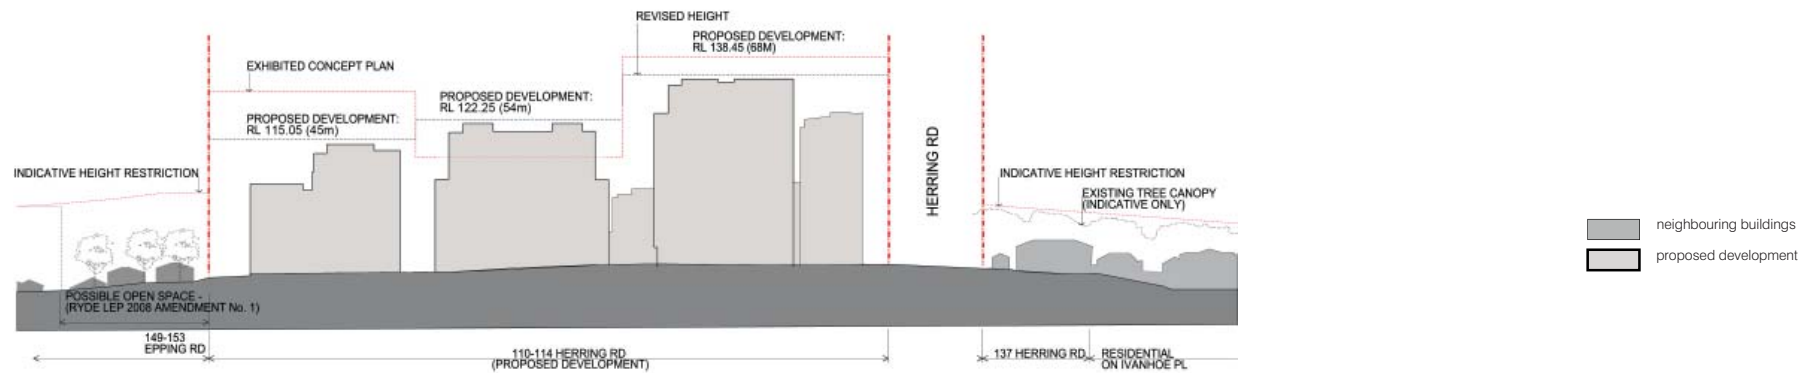 REVISED HEIGHT
PROPOSED DEVELOPMENT:
RL 138.45 (68M)
EXHIBITED CONCEPT PLAN
PROPOSED DEVELOPMENT:
RL 122.25 (54m)
PROPOSED DEVELOPMENT:
RL 115.05 (45m)
INDICATIVE HEIGHT RESTRICTION
HERRING RD
INDICATIVE HEIGHT RESTRICTION
EXISTING TREE CANOPY
(INDICATIVE ONLY)
neighbouring buildings
proposed development
POSSIBLE OPEN SPACE -
(RYDE LEP 2008 AMENDMENT No. 1)
149-153
EPPING RD
110-114 HERRING RD
(PROPOSED DEVELOPMENT)
137 HERRING RD
RESIDENTIAL
ON IVANHOE PL